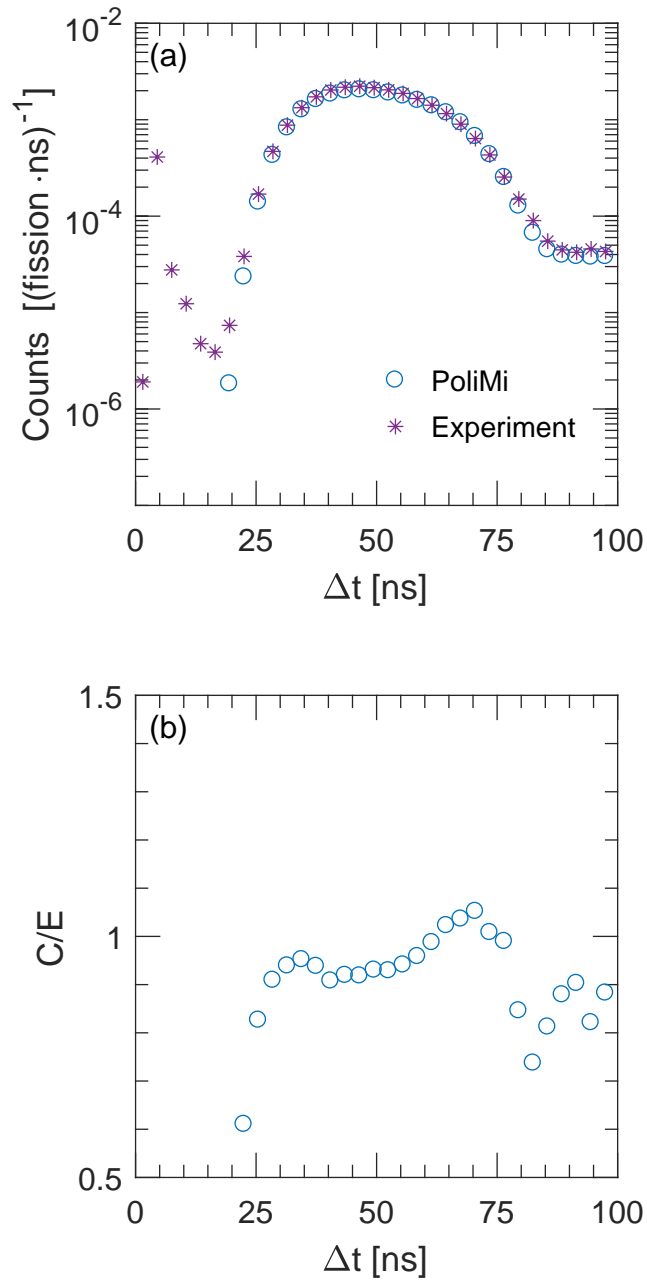 (a)
10^-2
10^-4
10^-6
Counts [(fission ·ns)^-1]
PoliMi
Experiment
0 25 50 75 100
Δt [ns]
(b)
1.5
1
0.5
C/E
0 25 50 75 100
Δt [ns]